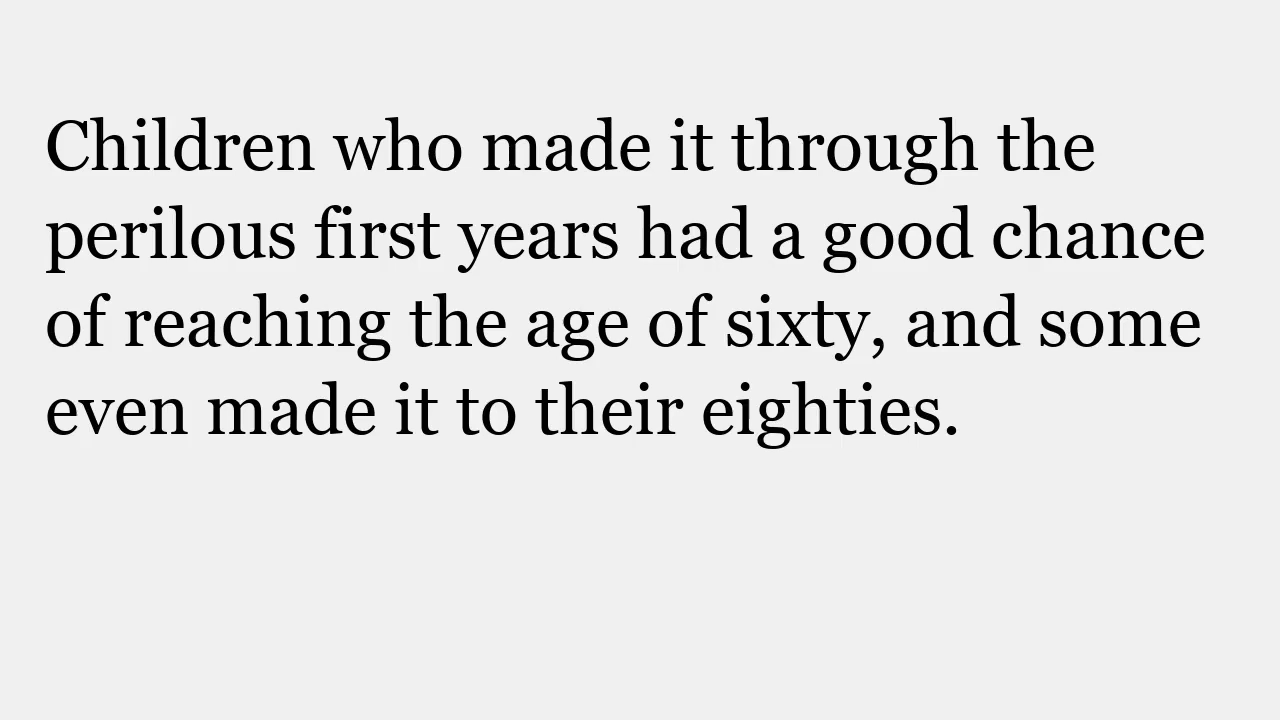 Children who made it through the
perilous first years had a good chance
of reaching the age of sixty, and some
even made it to their eighties.